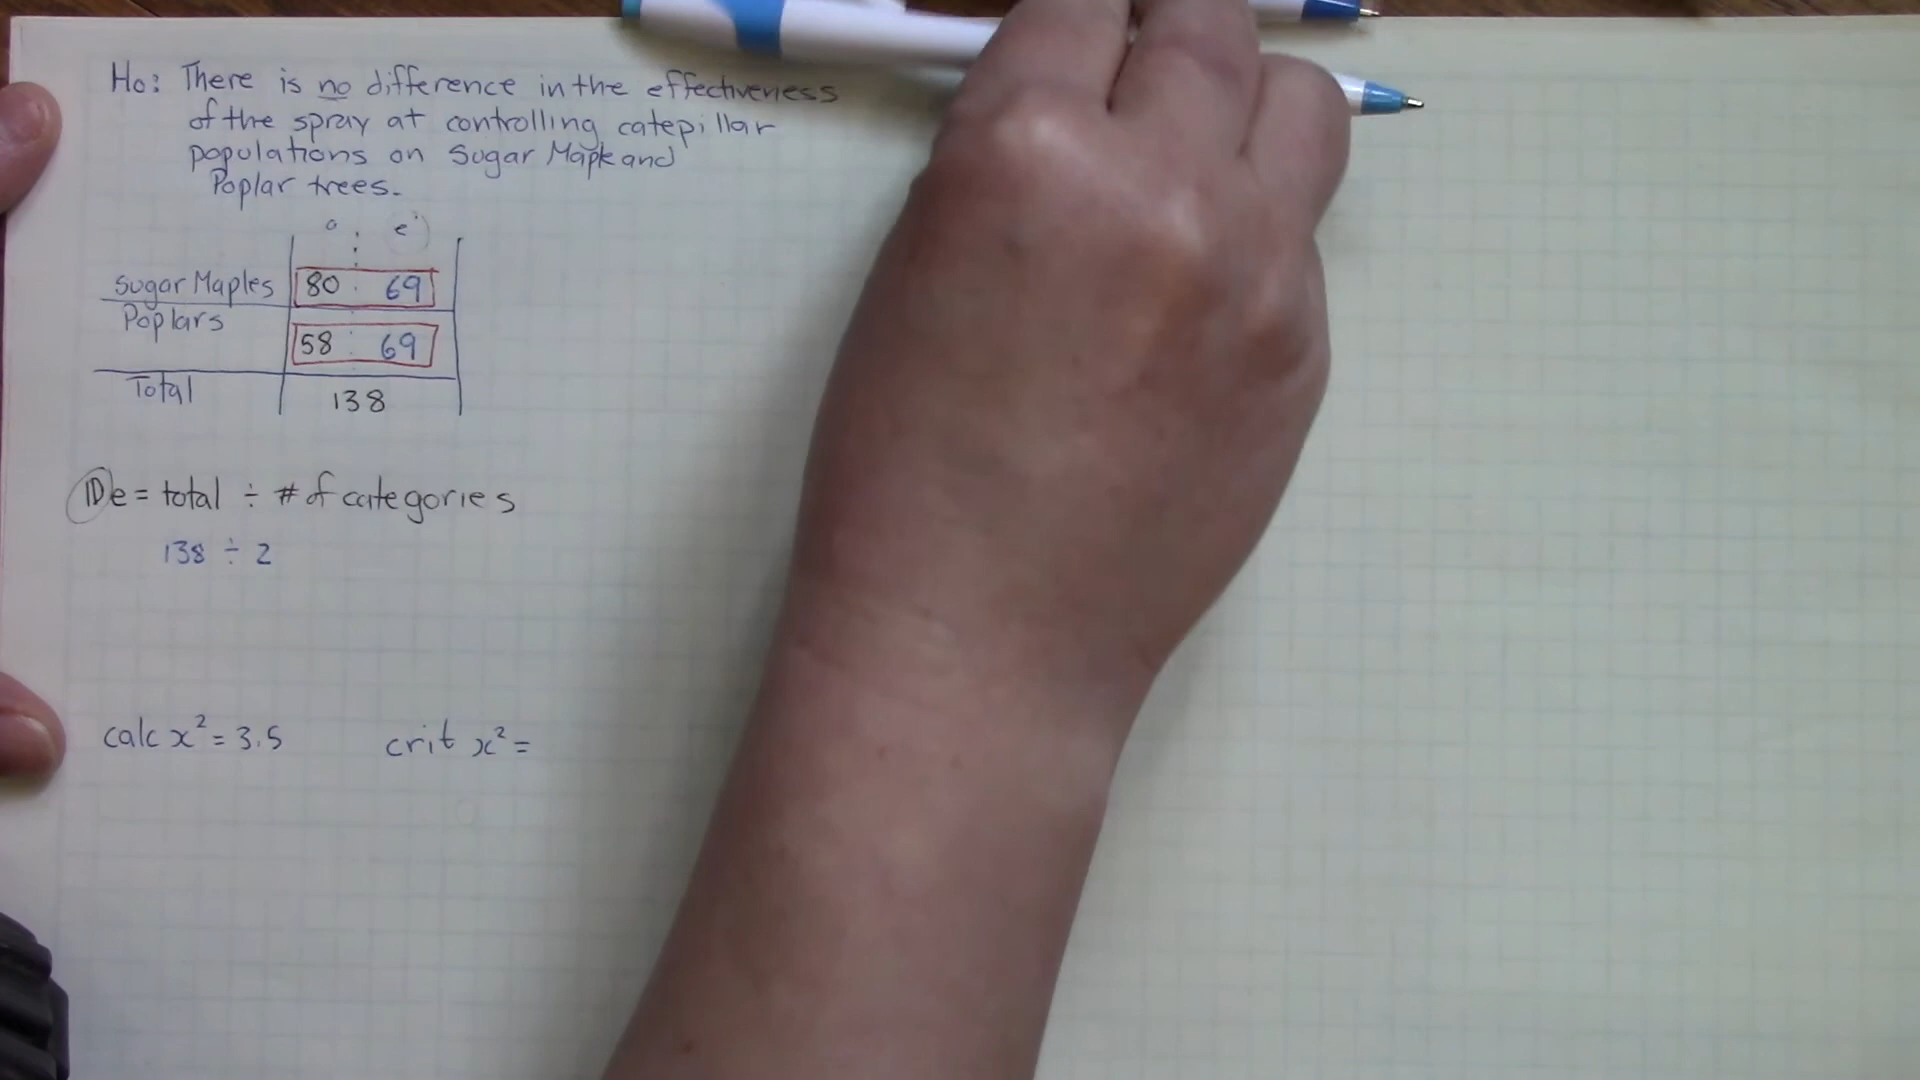 Ho: There is no difference in the effectiveness
of the spray at controlling catepillar
populations on Sugar Maple and
Poplar trees.
o e
Sugar Maples 80 69
Poplars
58 69
Total 138
① e = total ÷ # of categories
138 ÷ 2
calc x² = 3.5 crit x² =